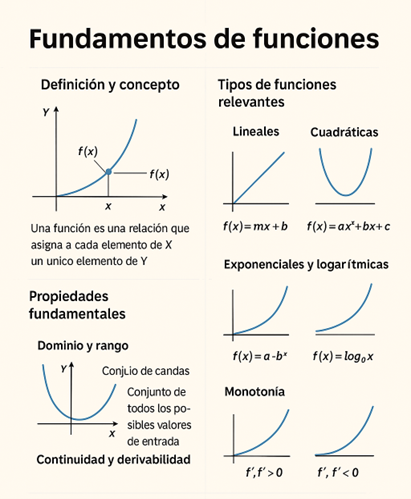 Fundamentos de funciones
Definición y concepto
Y
f(x)
f(x)
x
x
Una función es una relación que
asigna a cada elemento de X
un unico elemento de Y
Propiedades
fundamentales
Dominio y rango
Y
x
Conj.io de candas
Conjunto de
todos los po-
sibles valores
de entrada
Continuidad y derivabilidad
Tipos de funciones
relevantes
Lineales
Cuadráticas
f(x)=mx+b
f(x)=axˣ+bx+c
Exponenciales y logarítmicas
f(x)=a-bˣ
f(x)=log₀x
Monotonía
f′,f′>0
f′,f′<0